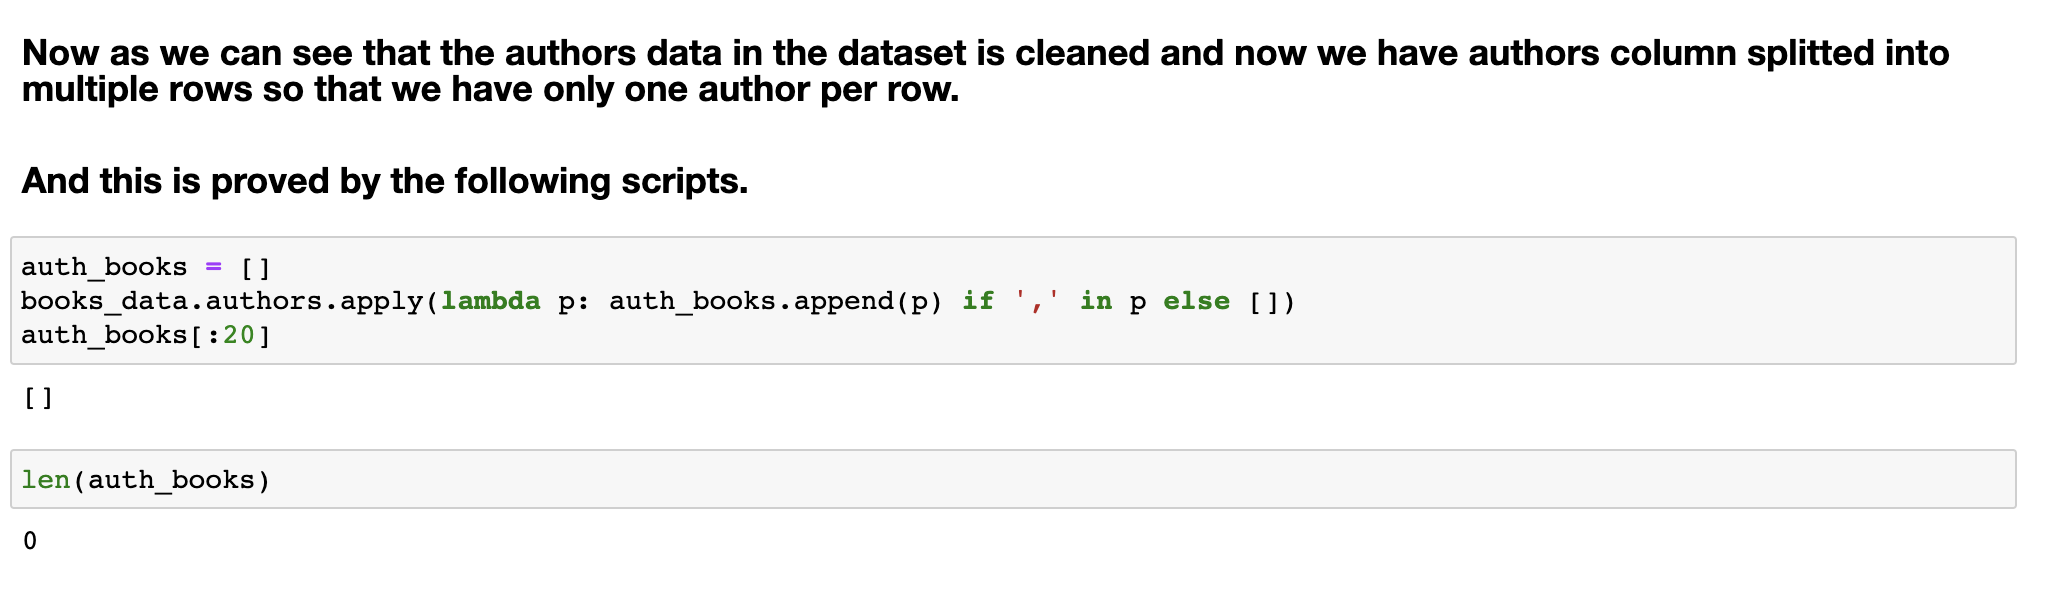 Now as we can see that the authors data in the dataset is cleaned and now we have authors column splitted into
multiple rows so that we have only one author per row.
And this is proved by the following scripts.
auth_books = []
books_data.authors.apply(lambda p: auth_books.append(p) if ',' in p else [])
auth_books[:20]
[]
len(auth_books)
0